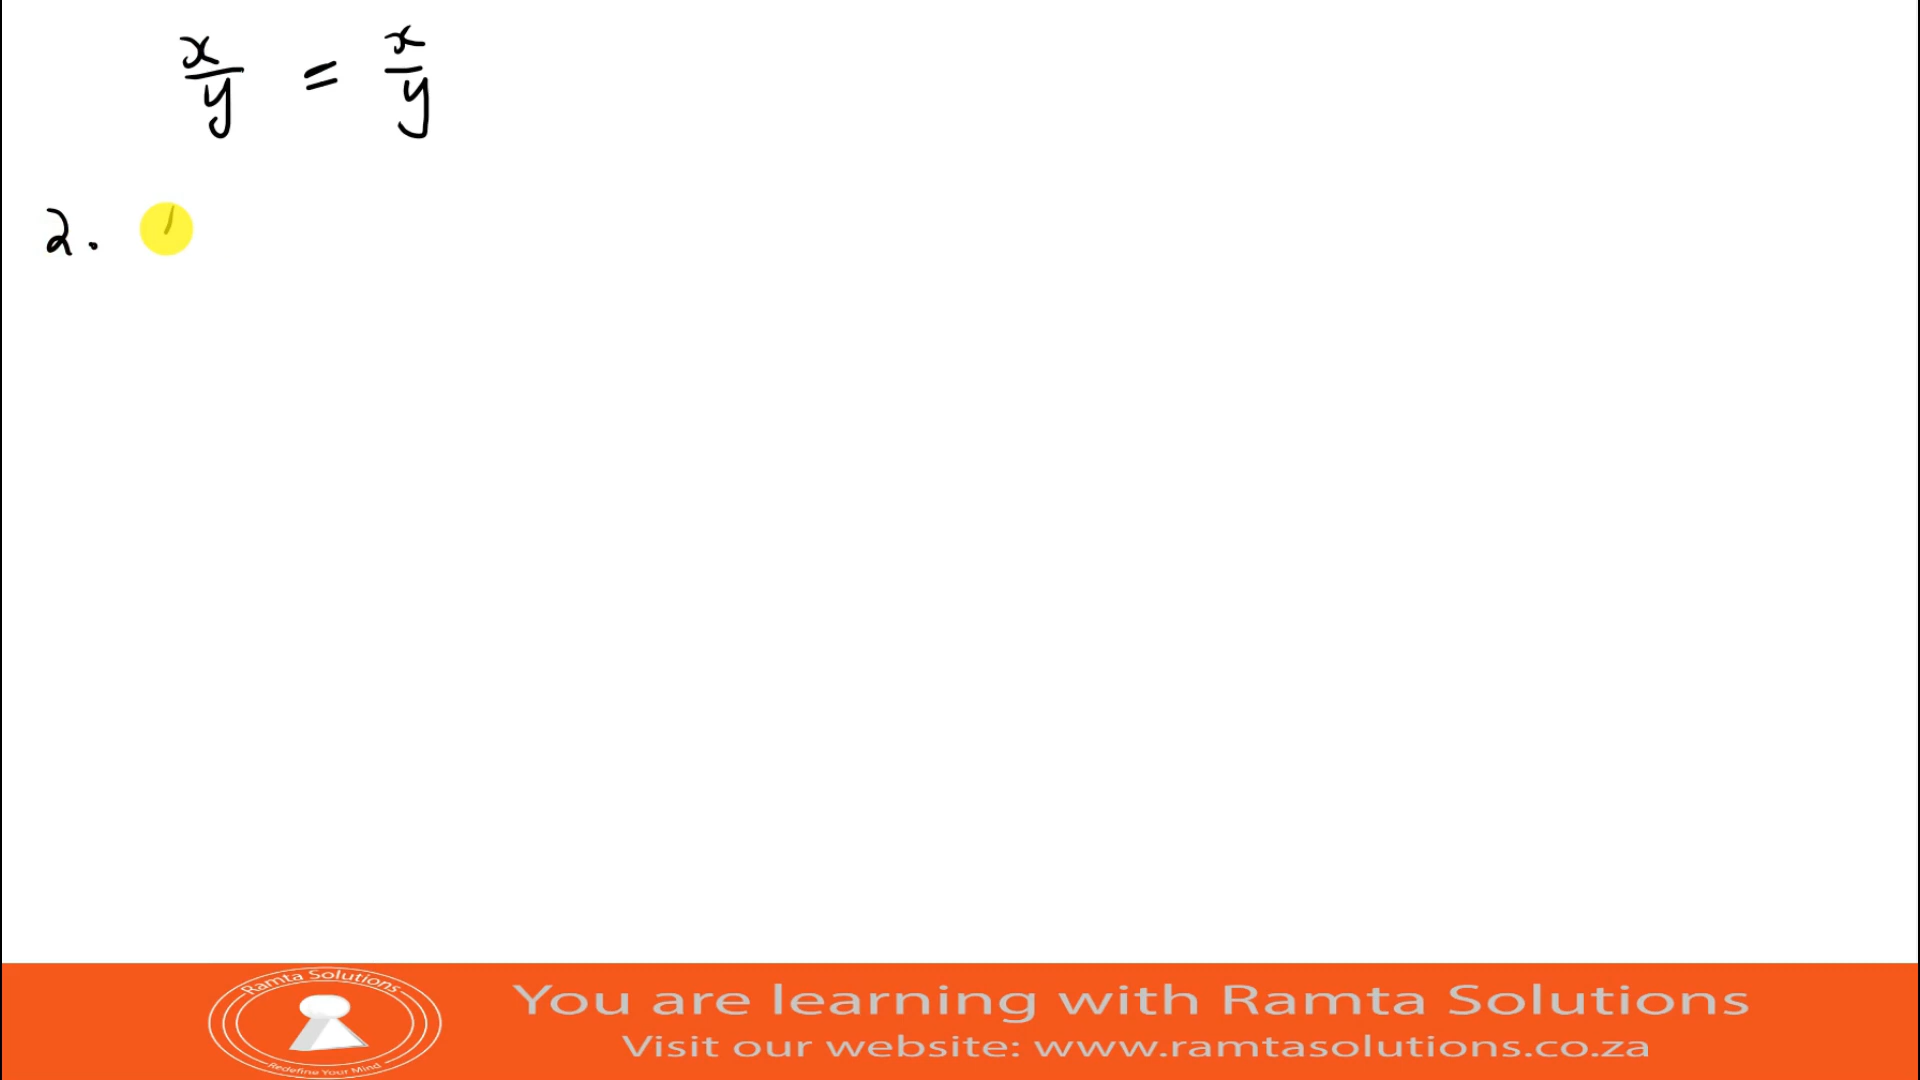 x/y = x/y
2.
Ramta Solutions
You are learning with Ramta Solutions
Visit our website: www.ramtasolutions.co.za
Redefine Your Mind